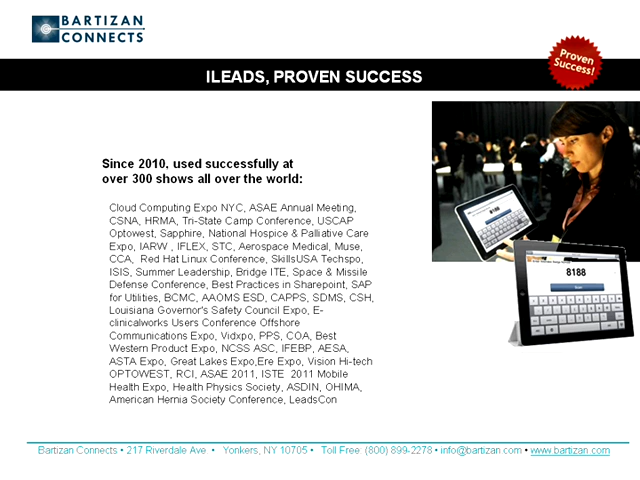 BARTIZAN
CONNECTS
Proven
Success!
ILEADS, PROVEN SUCCESS
Since 2010, used successfully at
over 300 shows all over the world:
Cloud Computing Expo NYC, ASAE Annual Meeting,
CSNA, HRMA, Tri-State Camp Conference, USCAP
Optowest, Sapphire, National Hospice & Palliative Care
Expo, IARW , IFLEX, STC, Aerospace Medical, Muse,
CCA,  Red Hat Linux Conference, SkillsUSA Techspo,
ISIS, Summer Leadership, Bridge ITE, Space & Missile
Defense Conference, Best Practices in Sharepoint, SAP
for Utilities, BCMC, AAOMS ESD, CAPPS, SDMS, CSH,
Louisiana Governor's Safety Council Expo, E-
clinicalworks Users Conference Offshore
Communications Expo, Vidxpo, PPS, COA, Best
Western Product Expo, NCSS ASC, IFEBP, AESA,
ASTA Expo, Great Lakes Expo,Ere Expo, Vision Hi-tech
OPTOWEST, RCI, ASAE 2011, ISTE  2011 Mobile
Health Expo, Health Physics Society, ASDIN, OHIMA,
American Hernia Society Conference, LeadsCon
8188
8188
Bartizan Connects • 217 Riverdale Ave. •  Yonkers, NY 10705 •  Toll Free: (800) 899-2278 • info@bartizan.com • www.bartizan.com